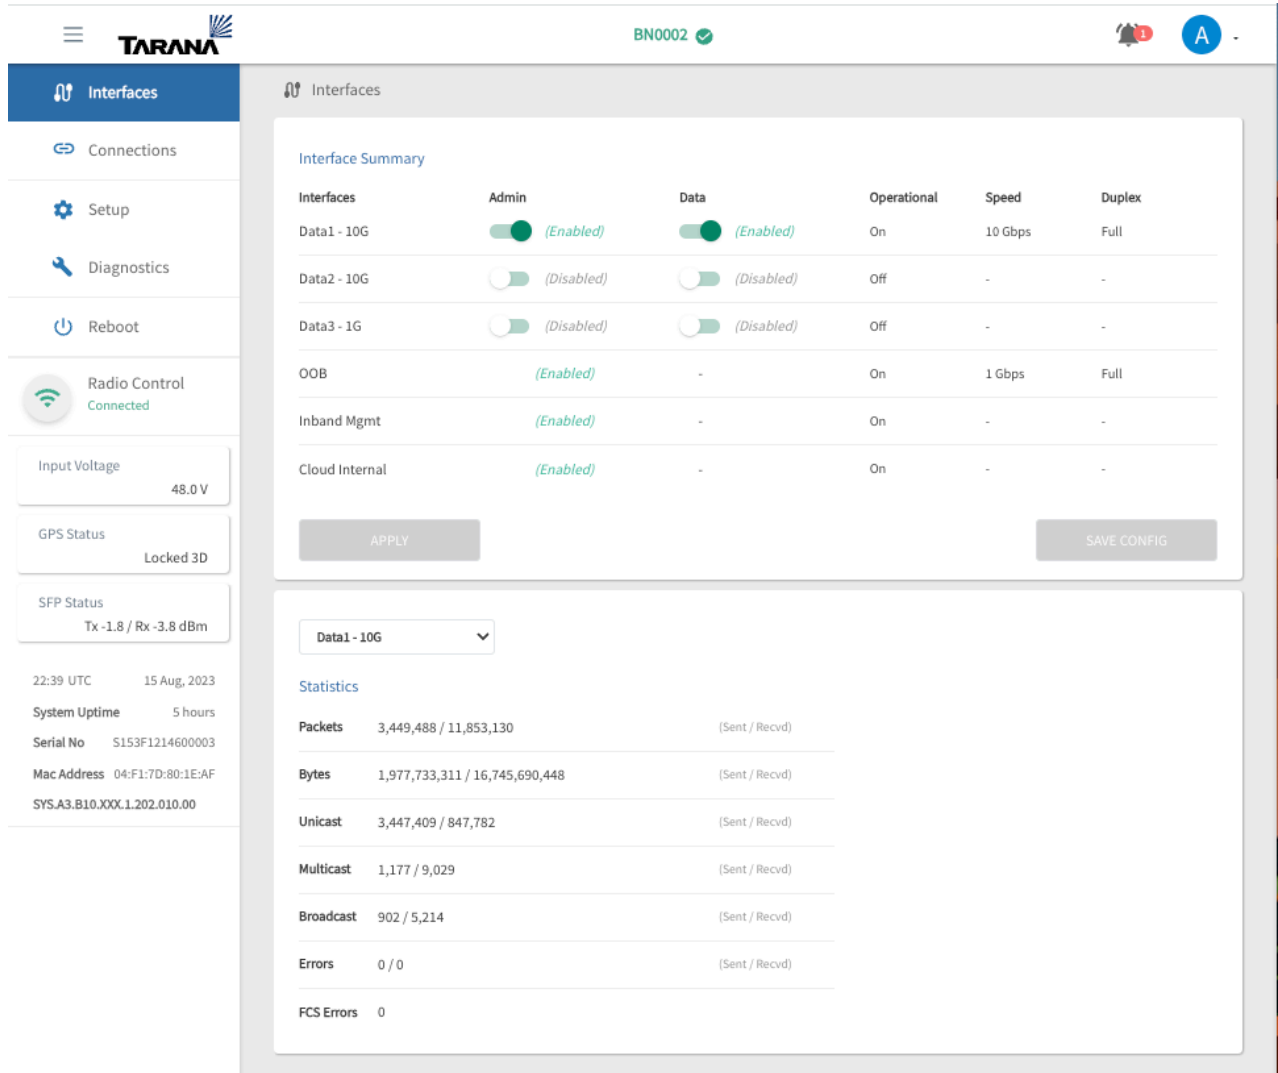 TARANA
BN0002
1
A
Interfaces
Connections
Setup
Diagnostics
Reboot
Radio Control
Connected
Input Voltage
48.0 V
GPS Status
Locked 3D
SFP Status
Tx -1.8 / Rx -3.8 dBm
22:39 UTC 15 Aug, 2023
System Uptime 5 hours
Serial No S153F1214600003
Mac Address 04:F1:7D:80:1E:AF
SYS.A3.B10.XXX.1.202.010.00
Interfaces
Interface Summary
Interfaces Admin Data Operational Speed Duplex
Data1 - 10G (Enabled) (Enabled) On 10 Gbps Full
Data2 - 10G (Disabled) (Disabled) Off - -
Data3 - 1G (Disabled) (Disabled) Off - -
OOB (Enabled) - On 1 Gbps Full
Inband Mgmt (Enabled) - On - -
Cloud Internal (Enabled) - On - -
APPLY SAVE CONFIG
Data1 - 10G
Statistics
Packets 3,449,488 / 11,853,130 (Sent / Recvd)
Bytes 1,977,733,311 / 16,745,690,448 (Sent / Recvd)
Unicast 3,447,409 / 847,782 (Sent / Recvd)
Multicast 1,177 / 9,029 (Sent / Recvd)
Broadcast 902 / 5,214 (Sent / Recvd)
Errors 0 / 0 (Sent / Recvd)
FCS Errors 0